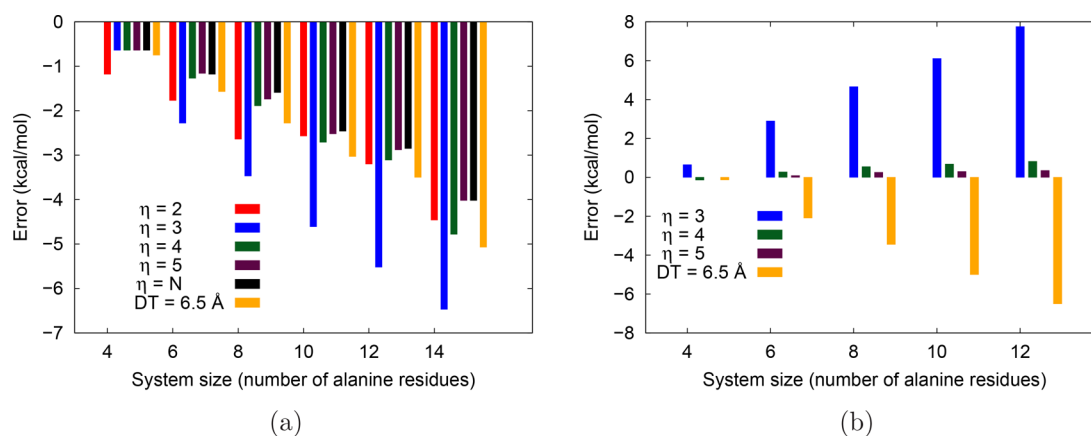 0
−1
−2
−3
−4
−5
−6
−7
Error (kcal/mol)
η = 2
η = 3
η = 4
η = 5
η = N
DT = 6.5 Å
4 6 8 10 12 14
System size (number of alanine residues)
(a)
8
6
4
2
0
−2
−4
−6
−8
Error (kcal/mol)
η = 3
η = 4
η = 5
DT = 6.5 Å
4 6 8 10 12
System size (number of alanine residues)
(b)